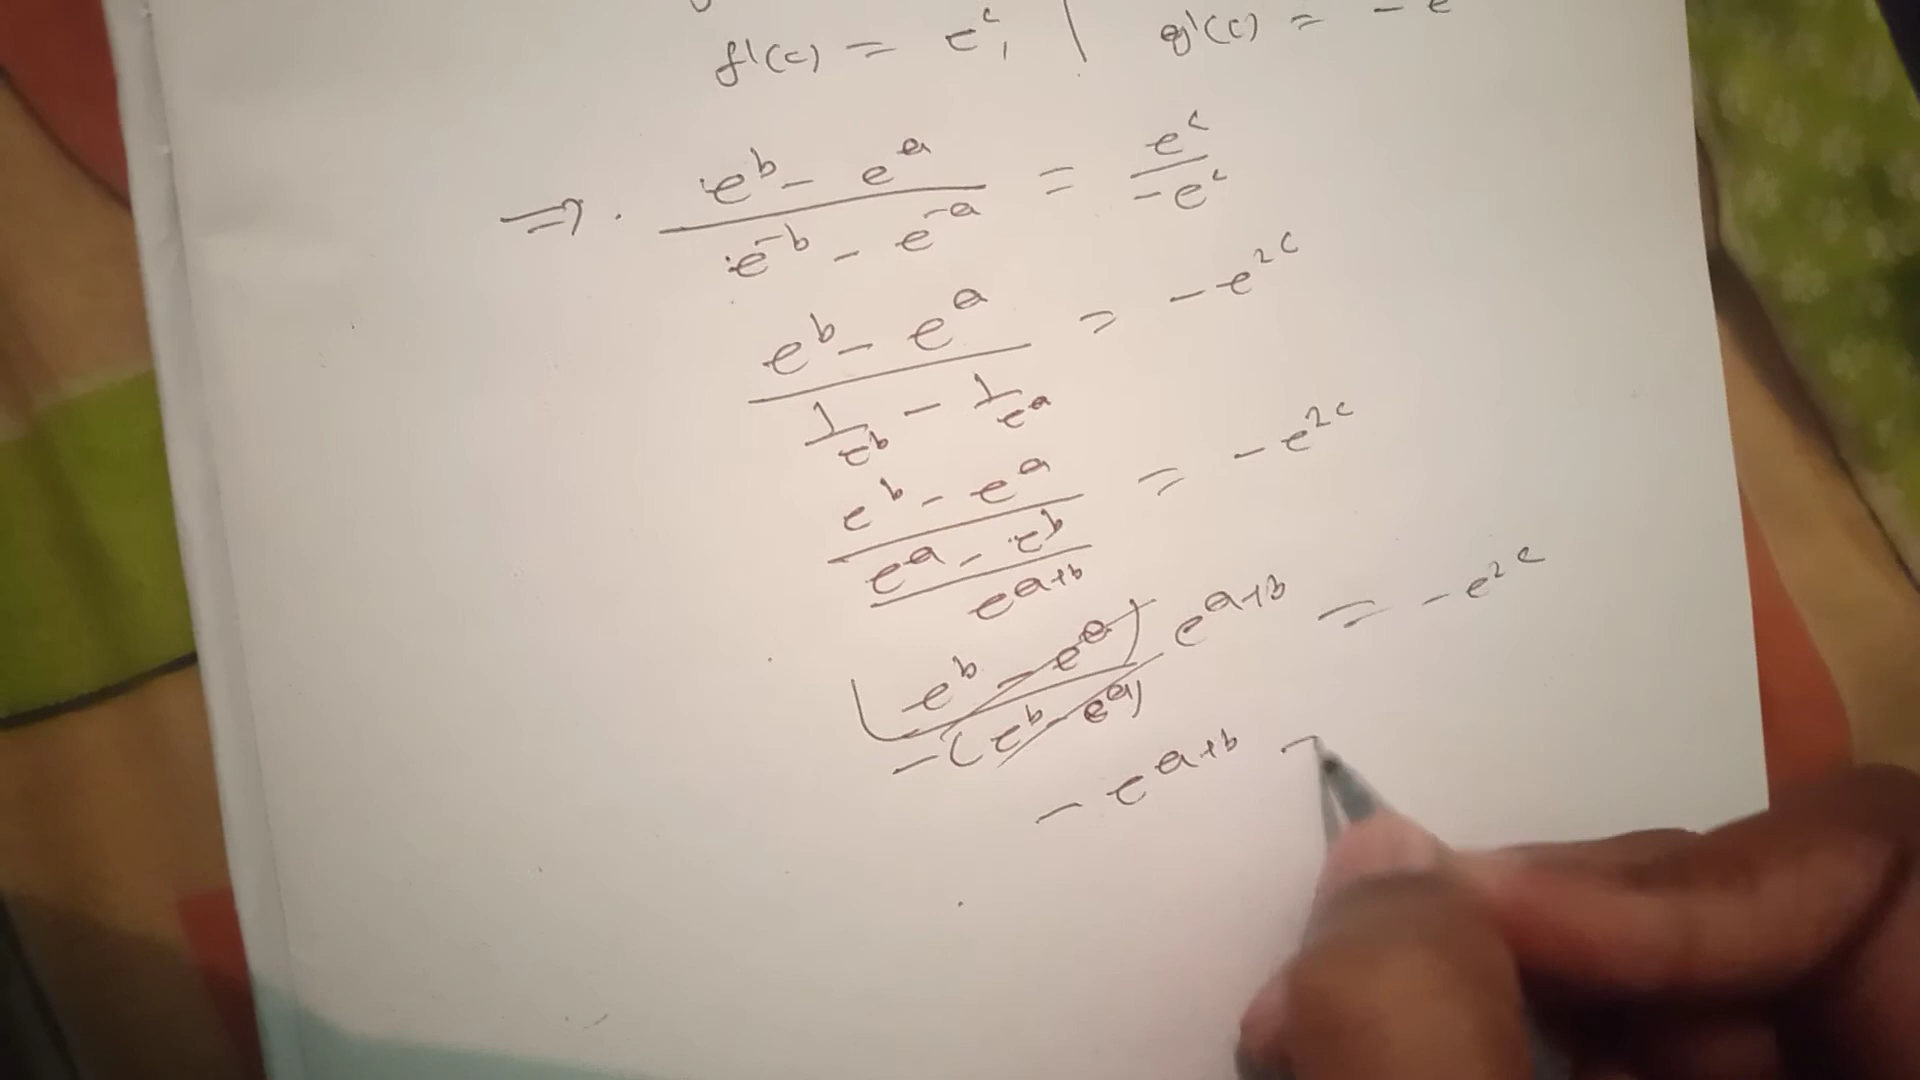 f'(c) = e^c, | g'(c) = - e
⇒ . (e^b - e^a)/(e^-b - e^-a) = e^c/-e^c
(e^b - e^a)/(1/e^b - 1/e^a) = - e^2c
(e^b - e^a)/((e^a - e^b)/e^a+b) = - e^2c
(e^b - e^a)/-(e^b - e^a) e^a+b = - e^2c
- e^a+b